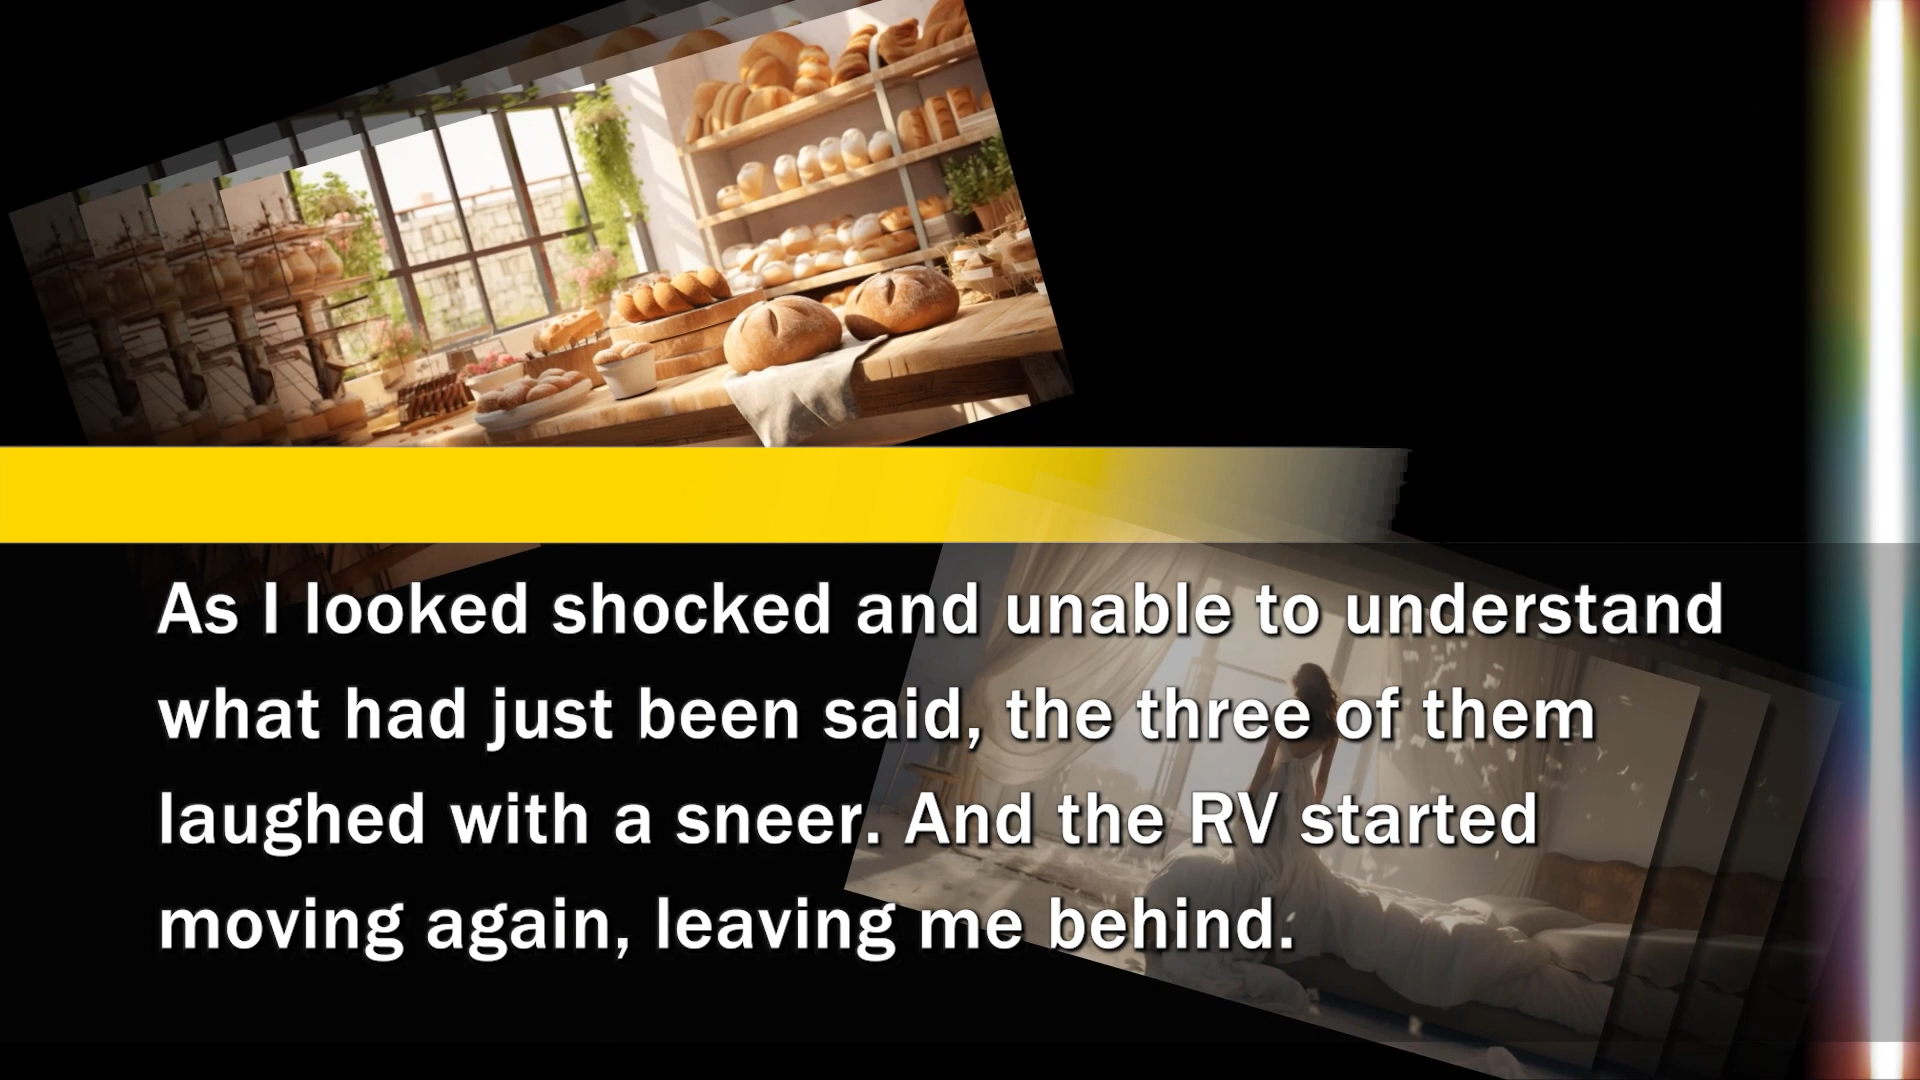 As I looked shocked and unable to understand
what had just been said, the three of them
laughed with a sneer. And the RV started
moving again, leaving me behind.